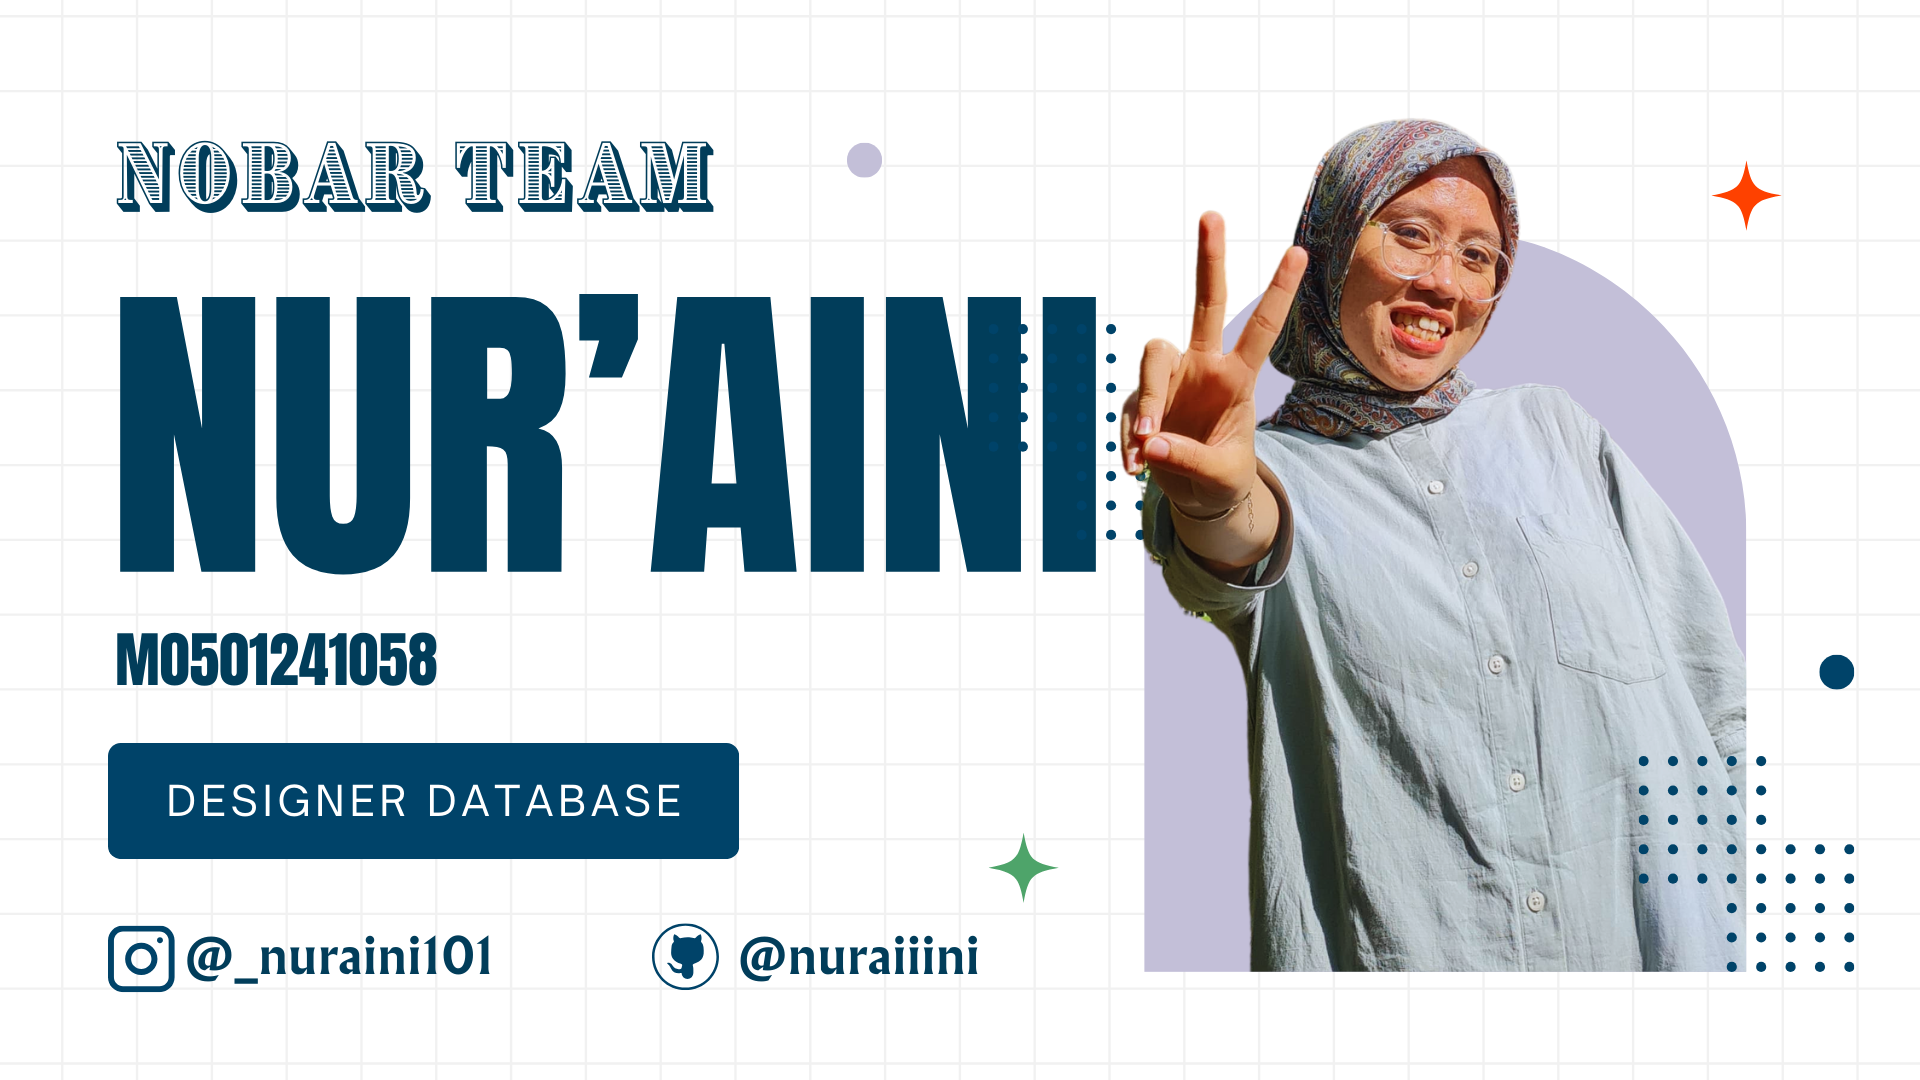 NOBAR TEAM
NUR’AINI
M0501241058
DESIGNER DATABASE
@_nuraini101
@nuraiiini